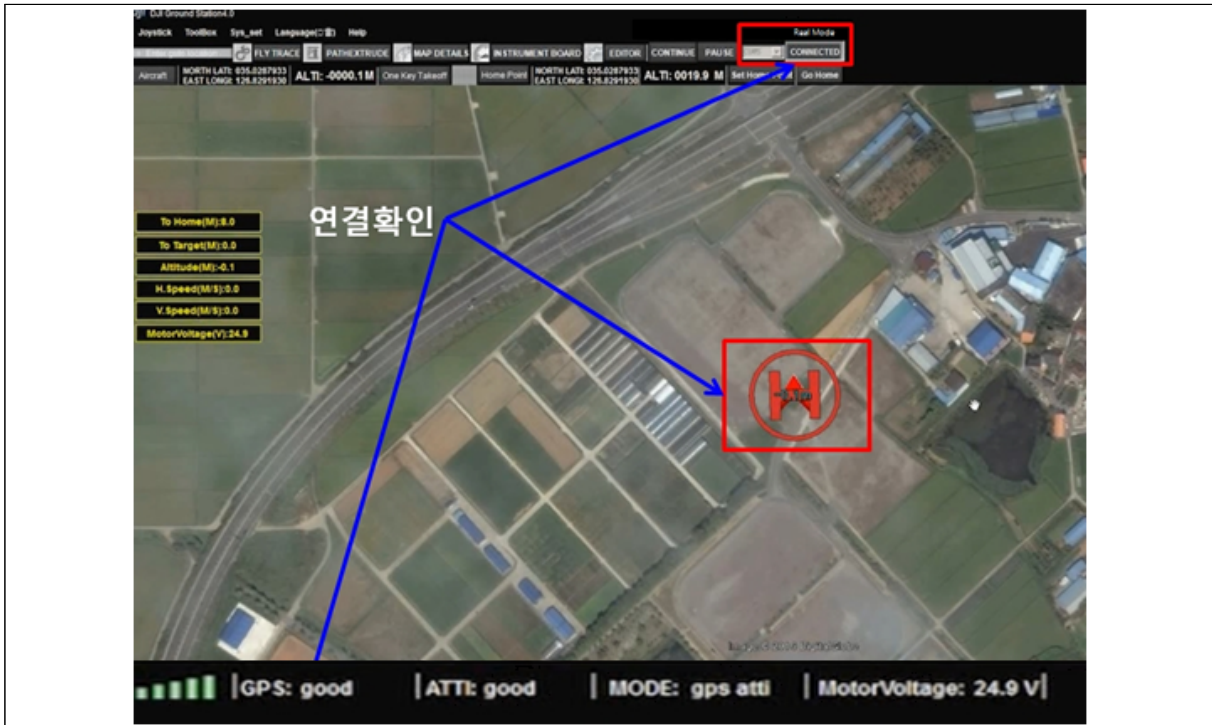 DJI Ground Station4.0
Joystick ToolBox Sys_set Language Help
Real Mode
FLY TRACE PATHEXTRUDE MAP DETAILS INSTRUMENT BOARD EDITOR CONTINUE PAUSE CONNECTED
Aircraft NORTH LATI: 035.0287933 ALTI: -0000.1 M One Key Takeoff Home Point NORTH LATI: 035.0287933 ALTI: 0019.9 M Set Home Go Home
EAST LONGI: 126.8291930 EAST LONGI: 126.8291930
To Home(M):8.0
연결확인
To Target(M):0.0
Altitude(M):-0.1
H.Speed(M/S):0.0
V.Speed(M/S):0.0
MotorVoltage(V):24.9
H
GPS: good ATTI: good MODE: gps atti MotorVoltage: 24.9 V